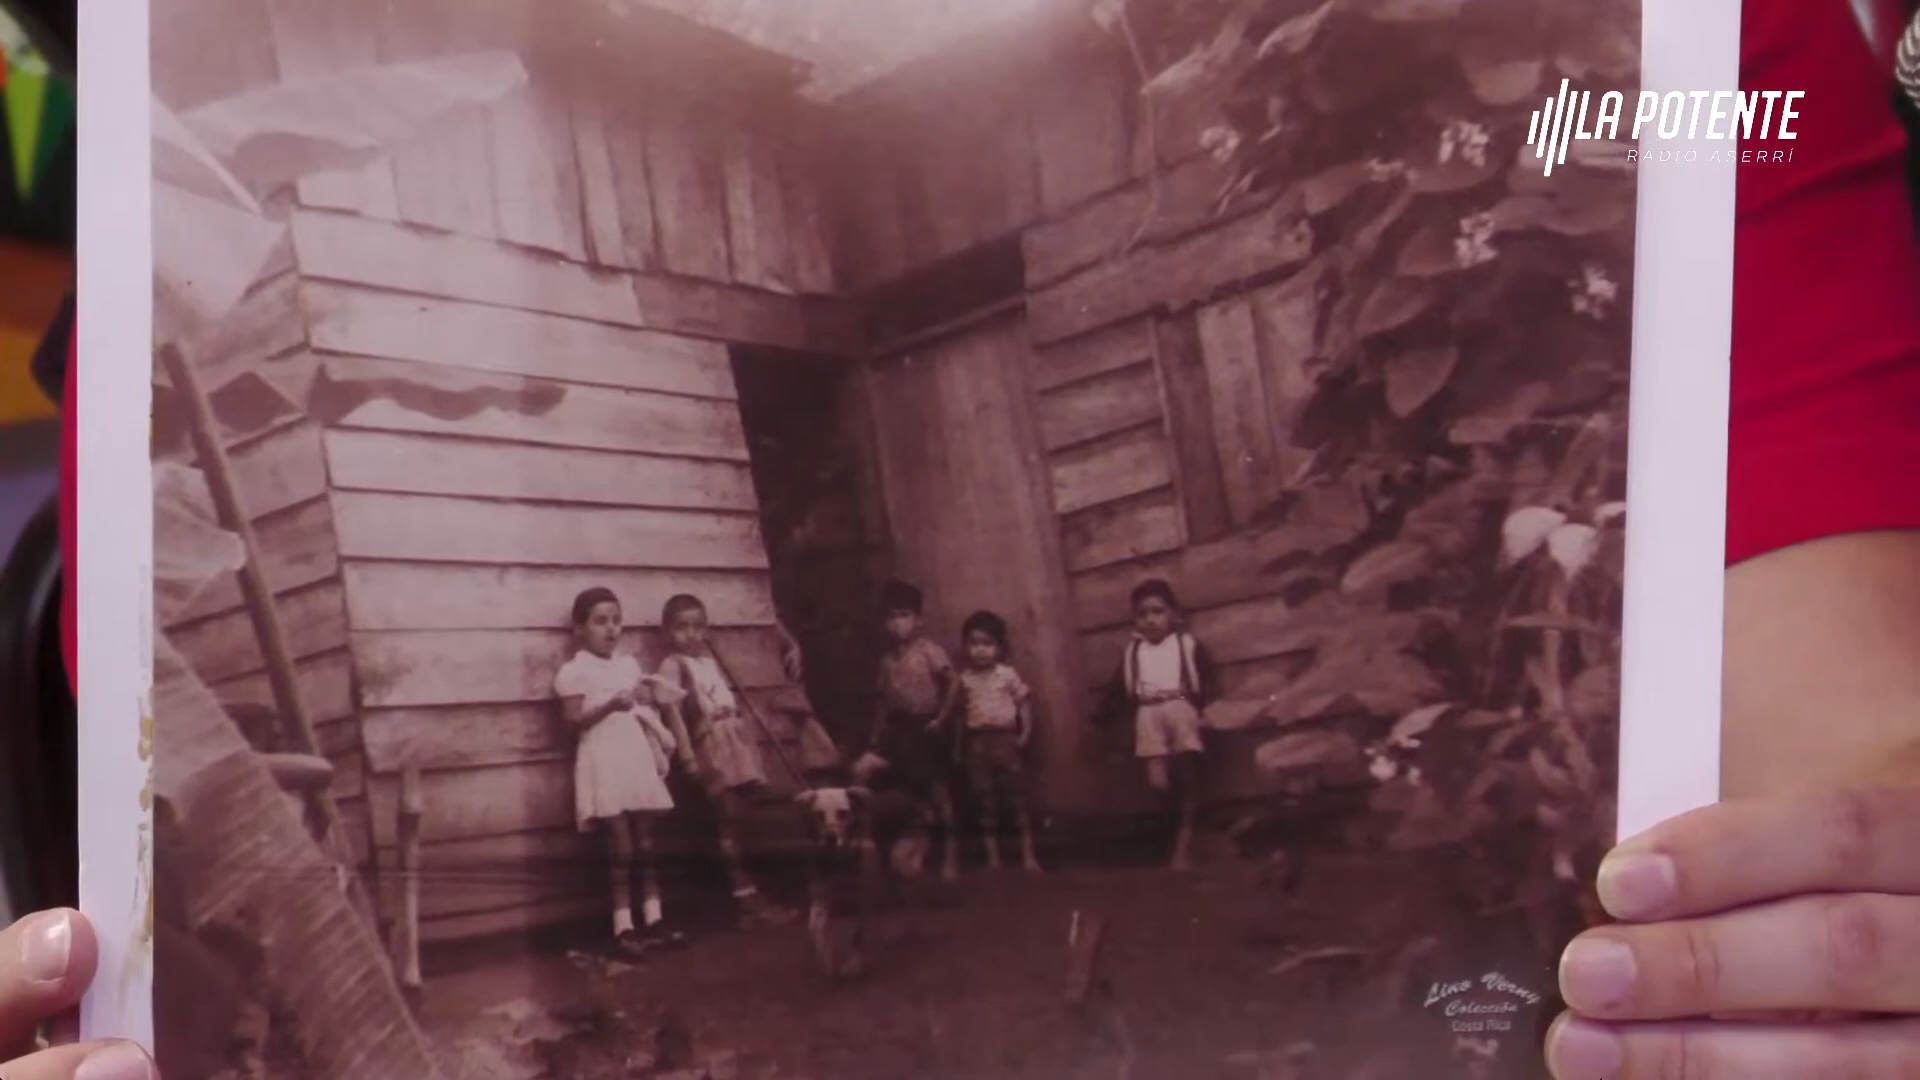 LA POTENTE
RADIO ASERRÍ
Lino Verny
Colección
Costa Rica